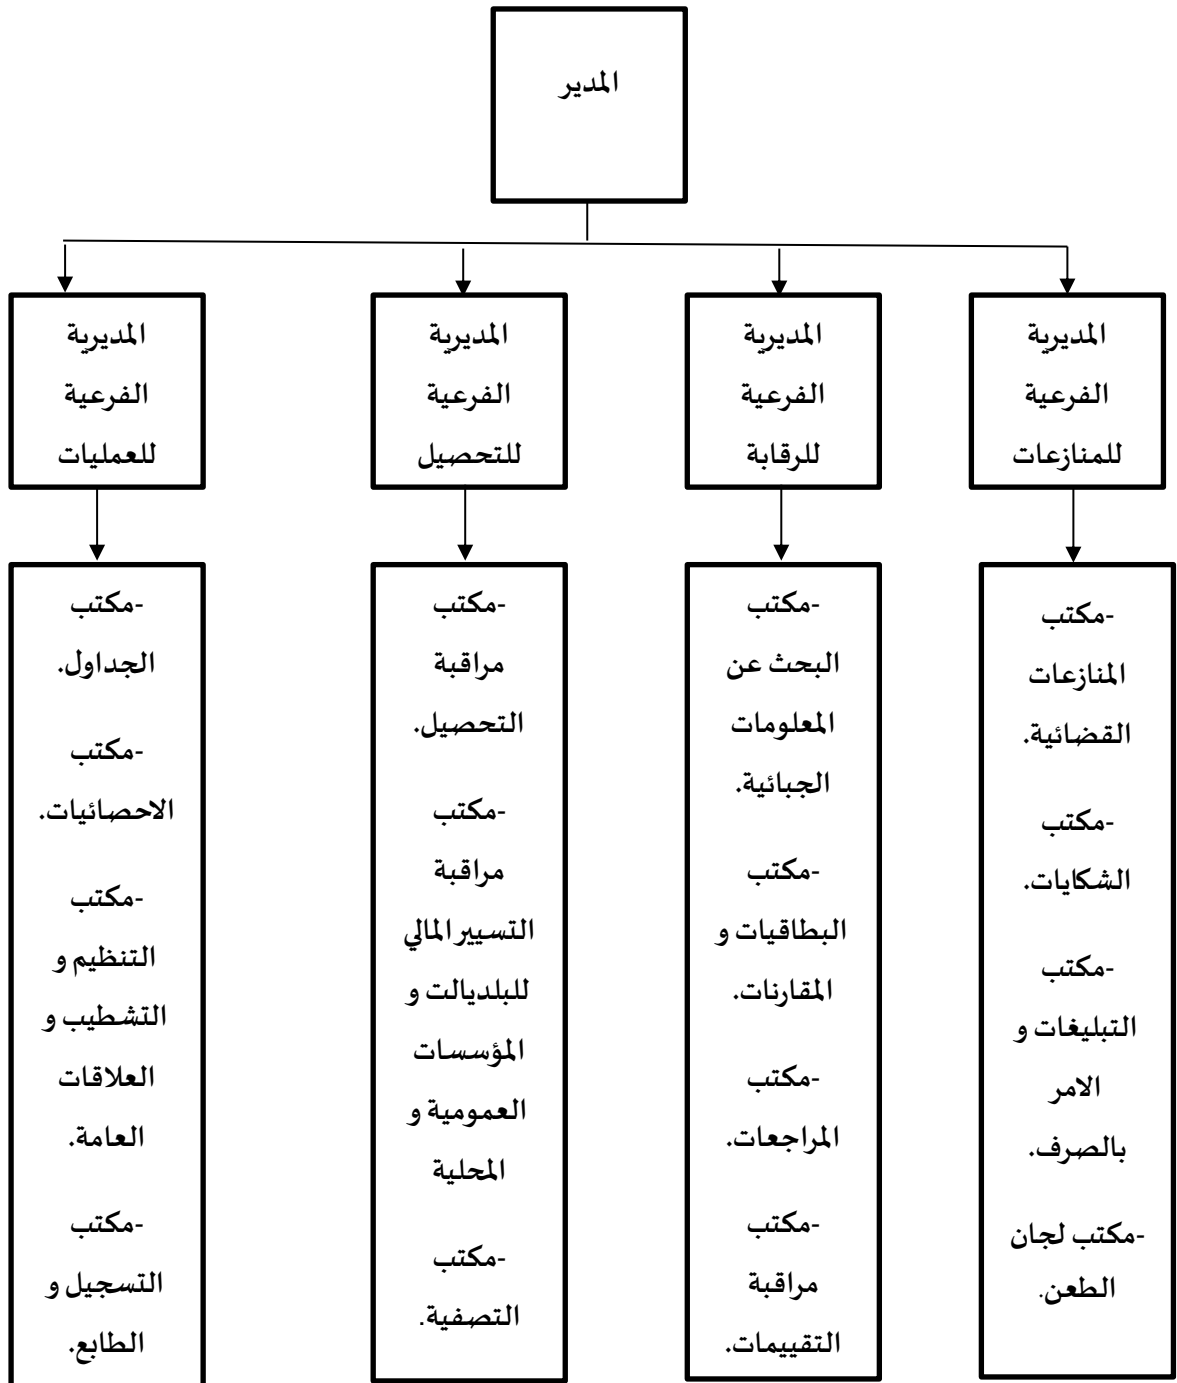 المدير
المديرية
الفرعية
للمنازعات
المديرية
الفرعية
للرقابة
المديرية
الفرعية
للتحصيل
المديرية
الفرعية
للعمليات
-مكتب
المنازعات
القضائية.
-مكتب
الشكايات.
-مكتب
التبليغات و
الامر
بالصرف.
-مكتب لجان
الطعن.
-مكتب
البحث عن
المعلومات
الجبائية.
-مكتب
البطاقيات و
المقارنات.
-مكتب
المراجعات.
-مكتب
مراقبة
التقييمات.
-مكتب
مراقبة
التحصيل.
-مكتب
مراقبة
التسيير المالي
للبلديالت و
المؤسسات
العمومية و
المحلية
-مكتب
التصفية.
-مكتب
الجداول.
-مكتب
الاحصائيات.
-مكتب
التنظيم و
التشطيب و
العلاقات
العامة.
-مكتب
التسجيل و
الطابع.